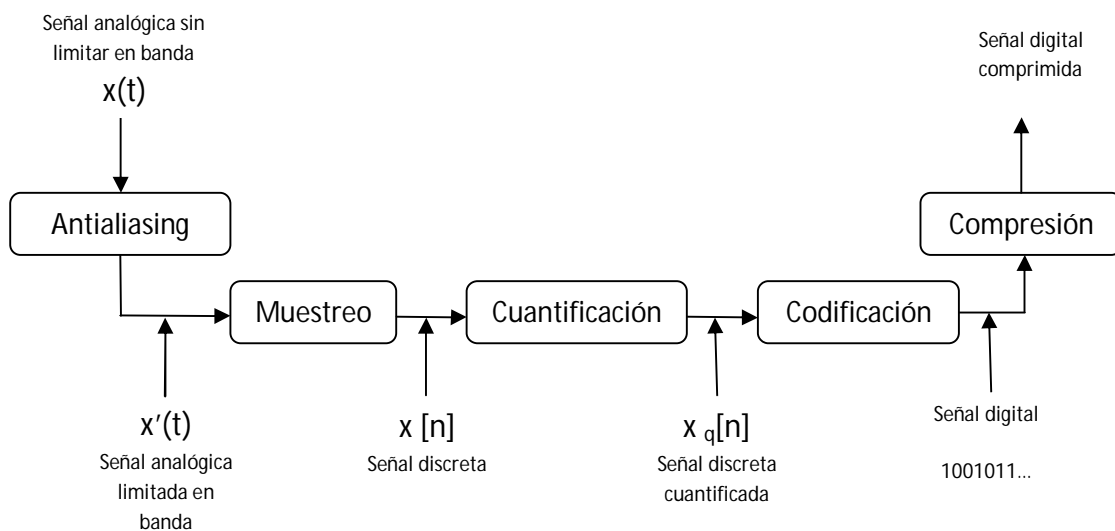 Señal analógica sin
limitar en banda
x(t)
Señal digital
comprimida
Antialiasing
Compresión
Muestreo
Cuantificación
Codificación
x'(t)
Señal analógica
limitada en
banda
x [n]
Señal discreta
x q[n]
Señal discreta
cuantificada
Señal digital
1001011...